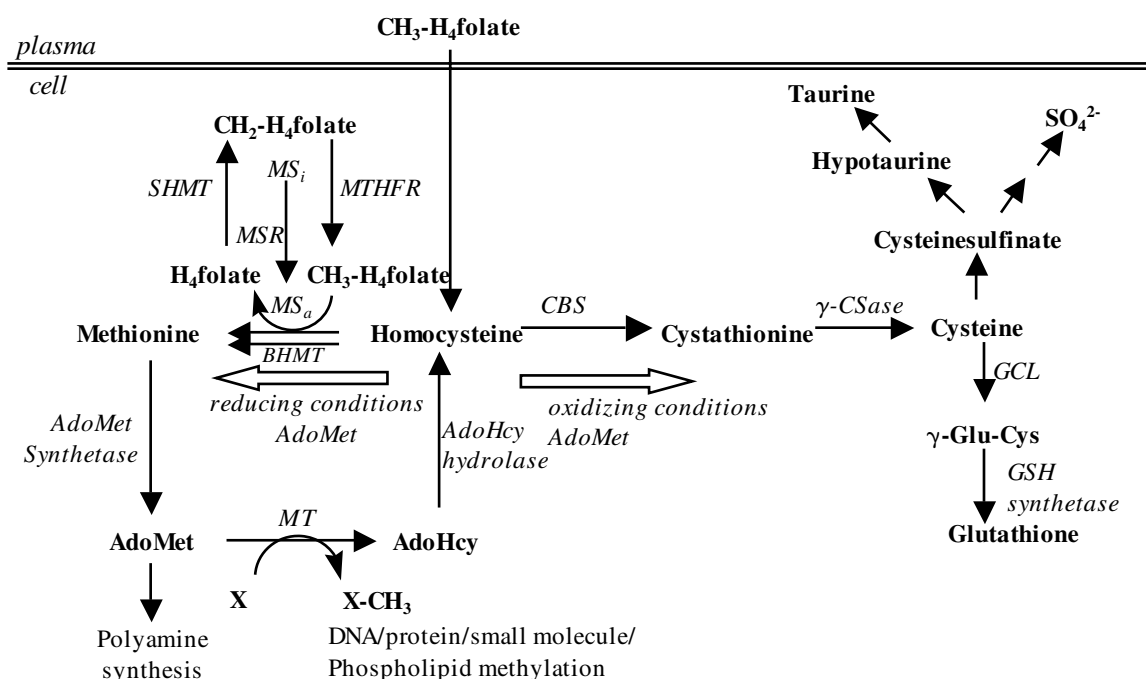 CH₃-H₄folate
plasma
cell
Taurine
SO₄²⁻
CH₂-H₄folate
Hypotaurine
SHMT
MSᵢ
MTHFR
MSR
Cysteinesulfinate
H₄folate
CH₃-H₄folate
MSₐ
CBS
γ-CSase
Methionine
Homocysteine
Cystathionine
Cysteine
BHMT
GCL
reducing conditions
AdoMet
oxidizing conditions
AdoMet
AdoMet
Synthetase
AdoHcy
hydrolase
γ-Glu-Cys
GSH
synthetase
MT
AdoMet
AdoHcy
Glutathione
X
X-CH₃
Polyamine
synthesis
DNA/protein/small molecule/
Phospholipid methylation